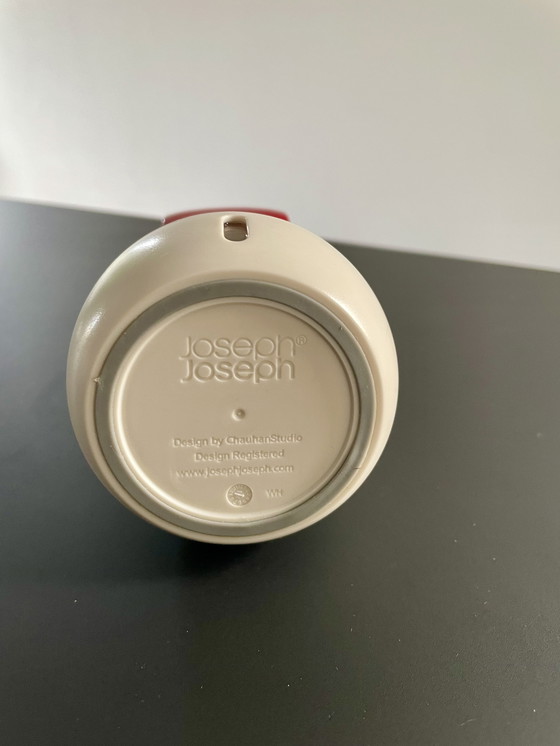 Joseph®
Joseph
Design by ChauhanStudio
Design Registered
www.josephjoseph.com